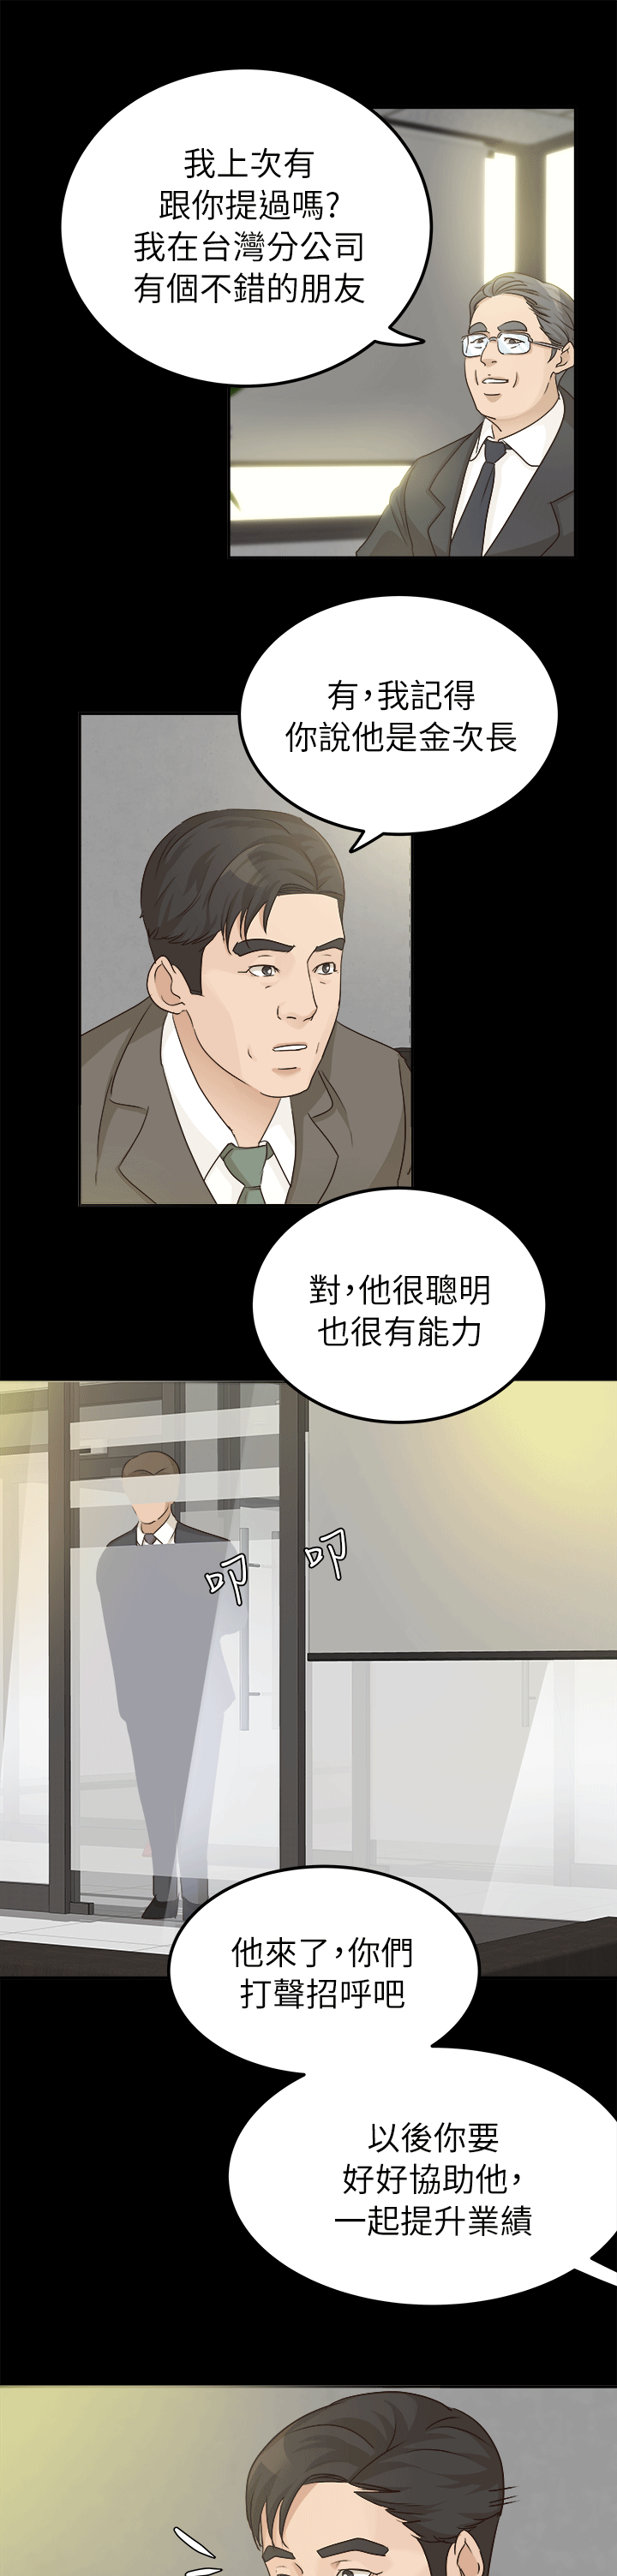 我上次有
跟你提過嗎?
我在台灣分公司
有個不錯的朋友
有,我記得
你說他是金次長
對,他很聰明
也很有能力
叩
叩
他來了,你們
打聲招呼吧
以後你要
好好協助他,
一起提升業績